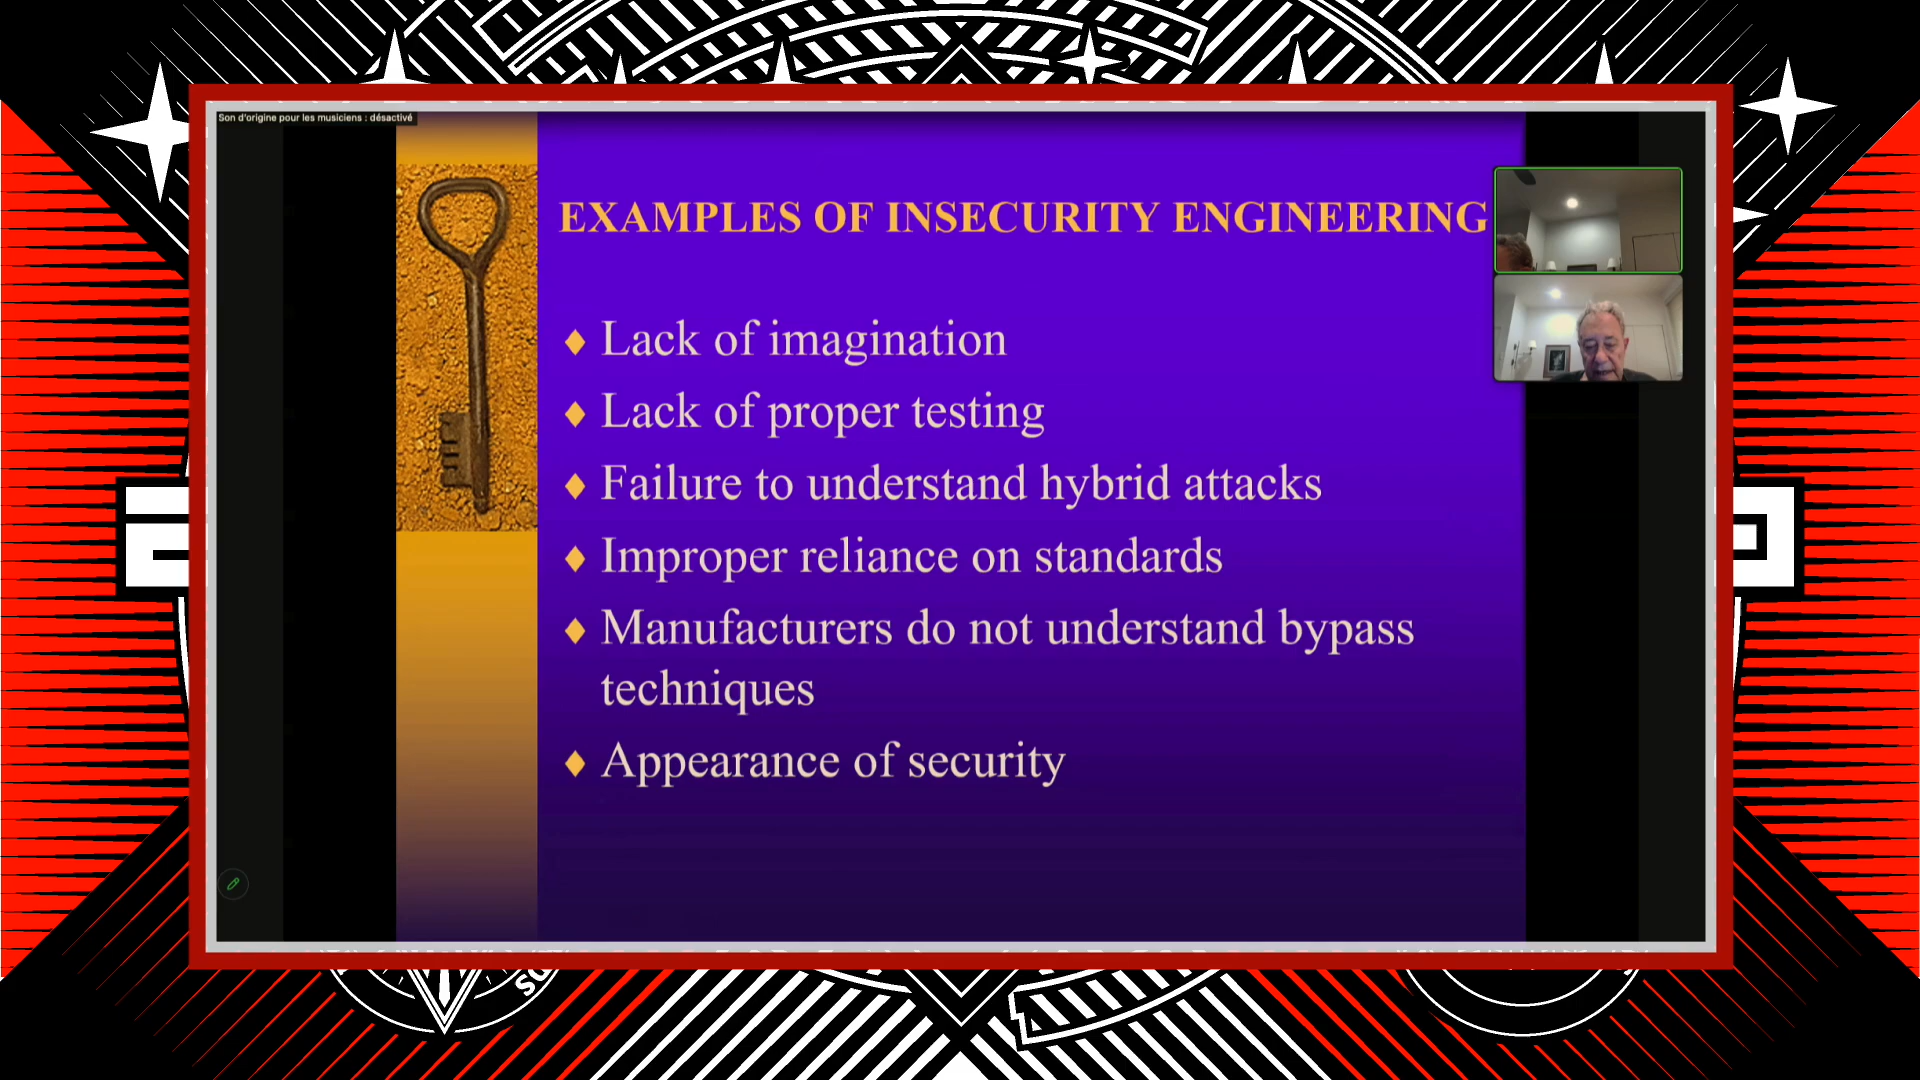 Son d'origine pour les musiciens : désactivé
EXAMPLES OF INSECURITY ENGINEERING
♦ Lack of imagination
♦ Lack of proper testing
♦ Failure to understand hybrid attacks
♦ Improper reliance on standards
♦ Manufacturers do not understand bypass
techniques
♦ Appearance of security